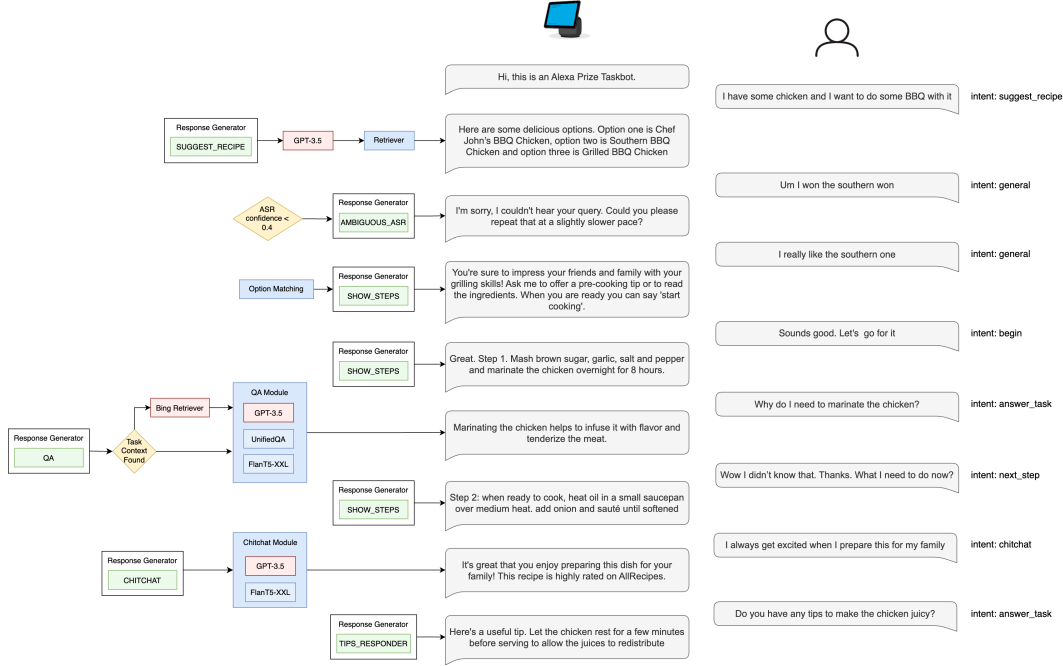 Hi, this is an Alexa Prize Taskbot.
I have some chicken and I want to do some BBQ with it
intent: suggest_recipe
Response Generator
SUGGEST_RECIPE
GPT-3.5
Retriever
Here are some delicious options. Option one is Chef
John's BBQ Chicken, option two is Southern BBQ
Chicken and option three is Grilled BBQ Chicken
Um I won the southern won
intent: general
ASR
confidence <
0.4
Response Generator
AMBIGUOUS_ASR
I'm sorry, I couldn't hear your query. Could you please
repeat that at a slightly slower pace?
I really like the southern one
intent: general
Option Matching
Response Generator
SHOW_STEPS
You're sure to impress your friends and family with your
grilling skills! Ask me to offer a pre-cooking tip or to read
the ingredients. When you are ready you can say 'start
cooking'.
Sounds good. Let's go for it
intent: begin
Response Generator
SHOW_STEPS
Great. Step 1. Mash brown sugar, garlic, salt and pepper
and marinate the chicken overnight for 8 hours.
Why do I need to marinate the chicken?
intent: answer_task
Response Generator
QA
Task
Context
Found
Bing Retriever
QA Module
GPT-3.5
UnifiedQA
FlanT5-XXL
Marinating the chicken helps to infuse it with flavor and
tenderize the meat.
Wow I didn't know that. Thanks. What I need to do now?
intent: next_step
Response Generator
SHOW_STEPS
Step 2: when ready to cook, heat oil in a small saucepan
over medium heat. add onion and sauté until softened
I always get excited when I prepare this for my family
intent: chitchat
Response Generator
CHITCHAT
Chitchat Module
GPT-3.5
FlanT5-XXL
It's great that you enjoy preparing this dish for your
family! This recipe is highly rated on AllRecipes.
Do you have any tips to make the chicken juicy?
intent: answer_task
Response Generator
TIPS_RESPONDER
Here's a useful tip. Let the chicken rest for a few minutes
before serving to allow the juices to redistribute